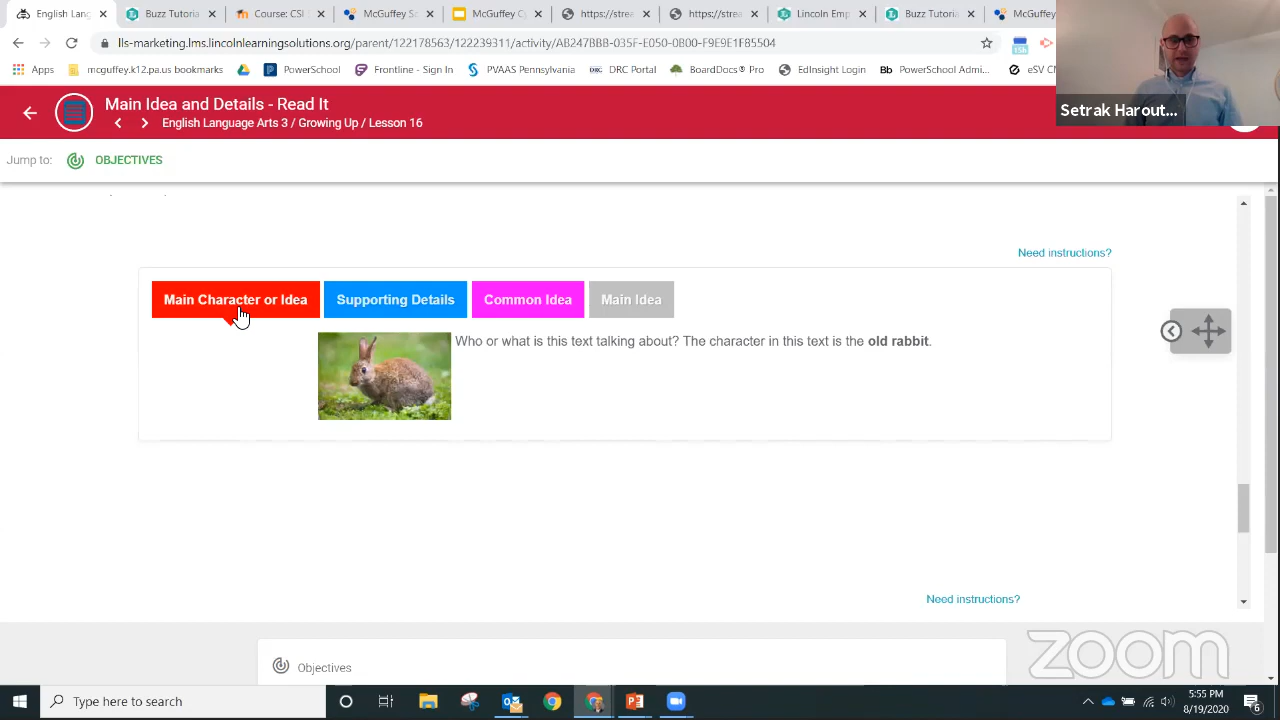 English Lang
Buzz Tutoria
Course: CSI
McGuffey Sc
McGuffey Cy
https://strea
https://strea
Lincoln Emp
Buzz Tutoria
McGuffey
lls-marketing.lms.lincolnlearningsolutions.org/parent/122178563/122239311/activity/AB247BBB-035F-E050-0B00-F9E9E1F85504
Apps
mcguffey.k12.pa.us bookmarks
PowerSchool
Frontline - Sign In
PVAAS Pennsylvania
DRC Portal
BoardDocs® Pro
EdInsight Login
Bb PowerSchool Admi...
eSV
Setrak Harout...
Main Idea and Details - Read It
English Language Arts 3 / Growing Up / Lesson 16
Jump to: OBJECTIVES
Need instructions?
Main Character or Idea
Supporting Details
Common Idea
Main Idea
Who or what is this text talking about? The character in this text is the old rabbit.
Need instructions?
Objectives
zoom
Type here to search
5:55 PM
8/19/2020
6